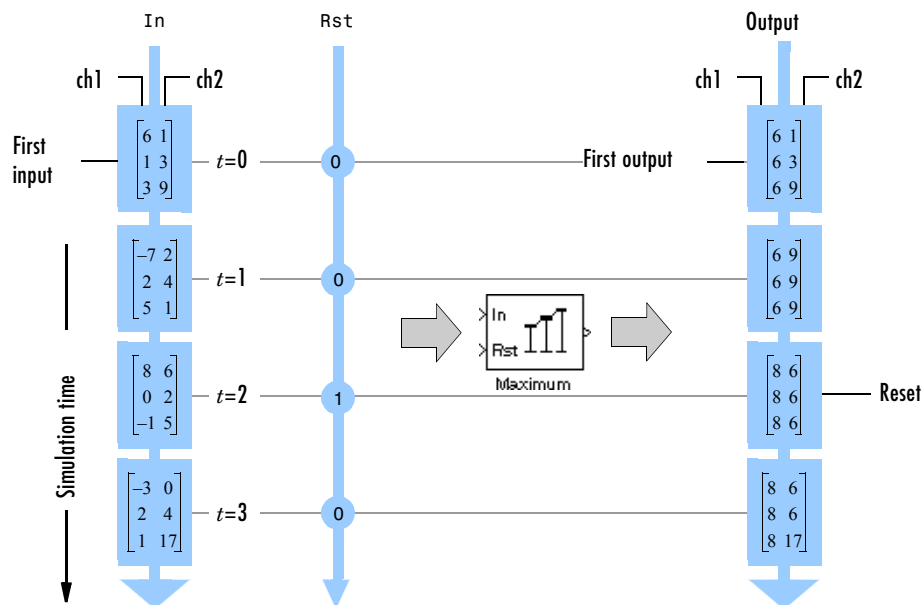 In Rst Output
ch1 ch2 ch1 ch2
First input
6 1
1 3
3 9
t=0
0
First output
6 1
6 3
6 9
–7 2
2 4
5 1
t=1
0
6 9
6 9
6 9
In
Rst
Maximum
8 6
0 2
–1 5
t=2
1
8 6
8 6
8 6
Reset
Simulation time
–3 0
2 4
1 17
t=3
0
8 6
8 6
8 17